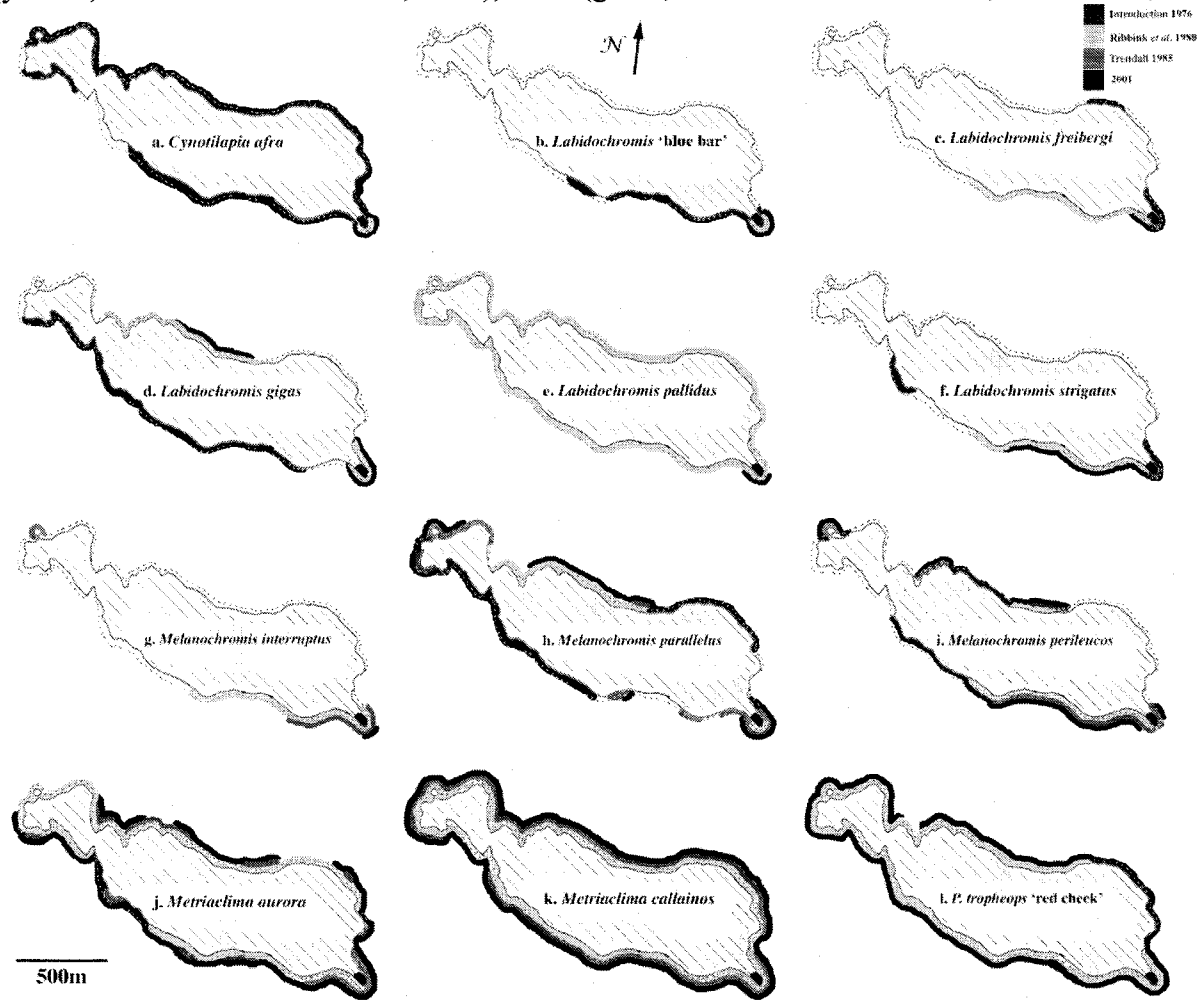 N
Introduction 1976
Ribbink et al. 1980
Trendall 1985
2001
a. Cynotilapia afra
b. Labidochromis 'blue bar'
c. Labidochromis freibergi
d. Labidochromis gigas
e. Labidochromis pallidus
f. Labidochromis strigatus
g. Melanochromis interruptus
h. Melanochromis parallelus
i. Melanochromis perileucos
j. Metriaclima aurora
k. Metriaclima callainos
l. P. tropheops 'red cheek'
500m